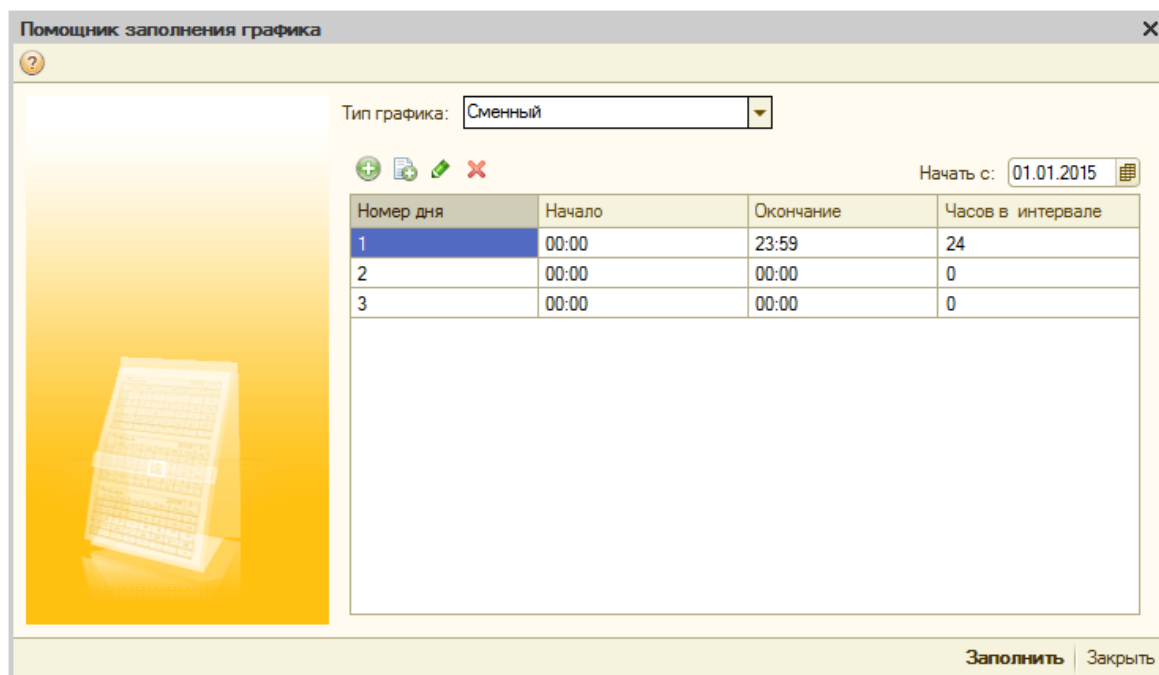 Помощник заполнения графика
Тип графика: Сменный
Начать с: 01.01.2015
Номер дня Начало Окончание Часов в интервале
1 00:00 23:59 24
2 00:00 00:00 0
3 00:00 00:00 0
Заполнить Закрыть